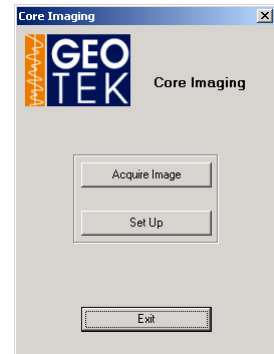 Core Imaging
GEO
TEK
Core Imaging
Acquire Image
Set Up
Exit